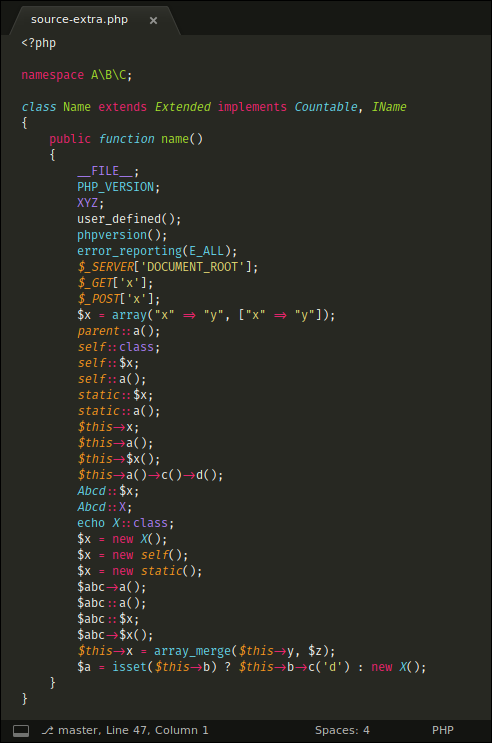 source-extra.php ×
<?php

namespace A\B\C;

class Name extends Extended implements Countable, IName
{
    public function name()
    {
        __FILE__;
        PHP_VERSION;
        XYZ;
        user_defined();
        phpversion();
        error_reporting(E_ALL);
        $_SERVER['DOCUMENT_ROOT'];
        $_GET['x'];
        $_POST['x'];
        $x = array("x" => "y", ["x" => "y"]);
        parent::a();
        self::class;
        self::$x;
        self::a();
        static::$x;
        static::a();
        $this->x;
        $this->a();
        $this->$x();
        $this->a()->c()->d();
        Abcd::$x;
        Abcd::X;
        echo X::class;
        $x = new X();
        $x = new self();
        $x = new static();
        $abc->a();
        $abc::a();
        $abc::$x;
        $abc->$x();
        $this->x = array_merge($this->y, $z);
        $a = isset($this->b) ? $this->b->c('d') : new X();
    }
}
master, Line 47, Column 1 Spaces: 4 PHP